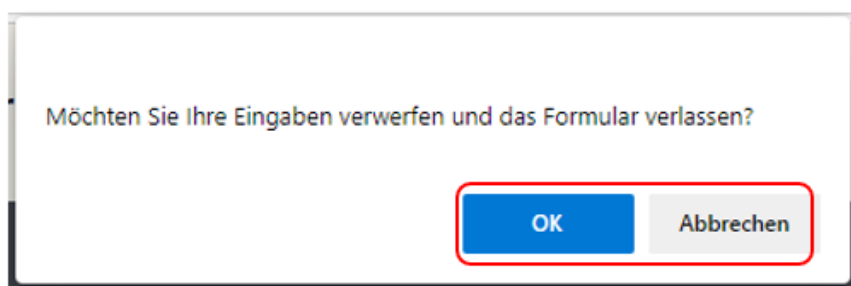 Möchten Sie Ihre Eingaben verwerfen und das Formular verlassen?
OK Abbrechen